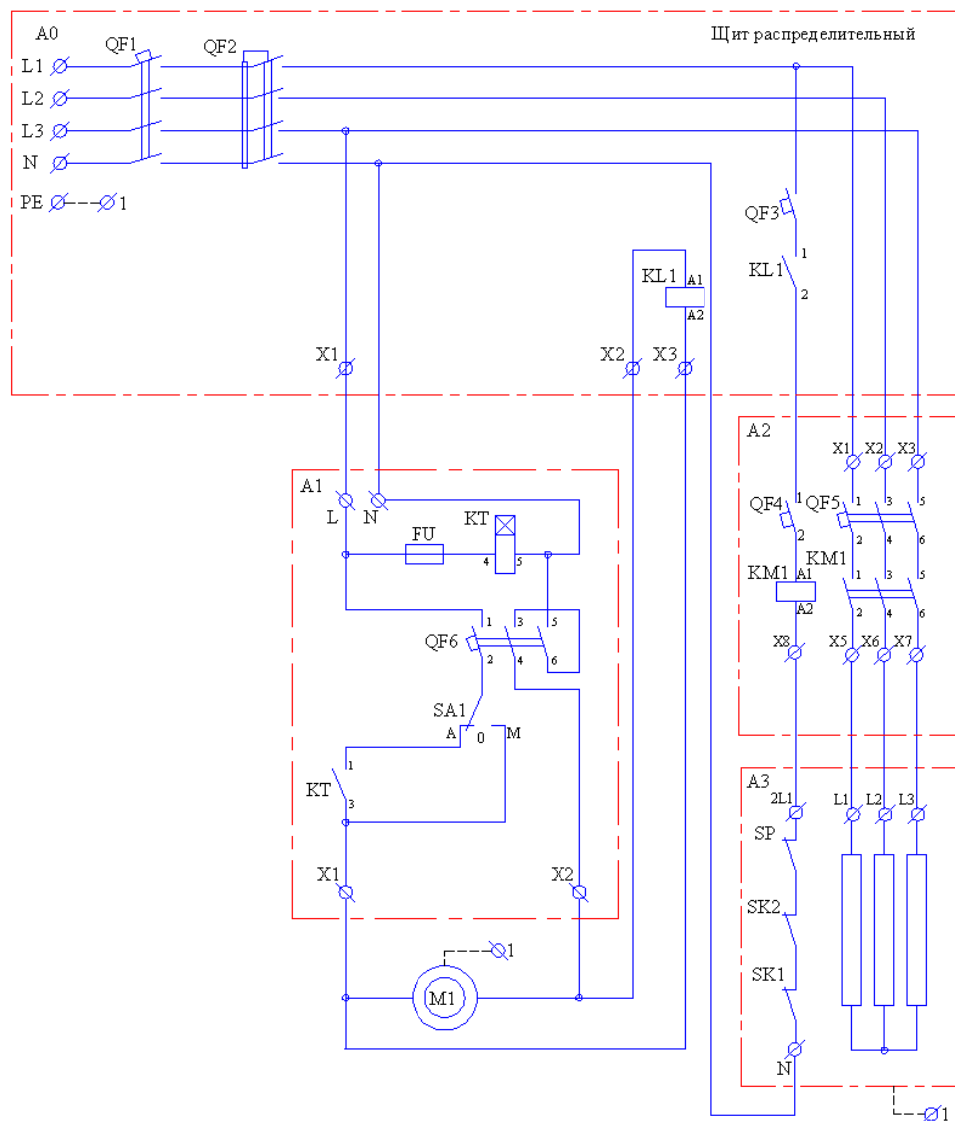 A0
QF1
QF2
Щит распределительный
L1
L2
L3
N
PE
1
QF3
KL1
1
2
KL1
A1
A2
X1
X2
X3
A2
X1
X2
X3
A1
L
N
KT
FU
4
5
QF4
1
2
QF5
1
3
5
2
4
6
KM1
A1
A2
KM1
1
3
5
2
4
6
QF6
1
3
5
2
4
6
X8
X5
X6
X7
SA1
A
0
M
KT
1
3
A3
2L1
L1
L2
L3
SP
X1
X2
SK2
1
M1
SK1
N
1